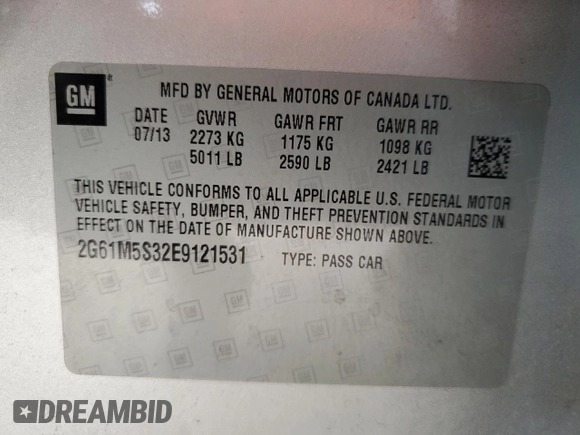 GM
MFD BY GENERAL MOTORS OF CANADA LTD.
DATE GVWR GAWR FRT GAWR RR
07/13 2273 KG 1175 KG 1098 KG
5011 LB 2590 LB 2421 LB
THIS VEHICLE CONFORMS TO ALL APPLICABLE U.S. FEDERAL MOTOR
VEHICLE SAFETY, BUMPER, AND THEFT PREVENTION STANDARDS IN
EFFECT ON THE DATE OF MANUFACTURE SHOWN ABOVE.
2G61M5S32E9121531 TYPE: PASS CAR
DREAMBID